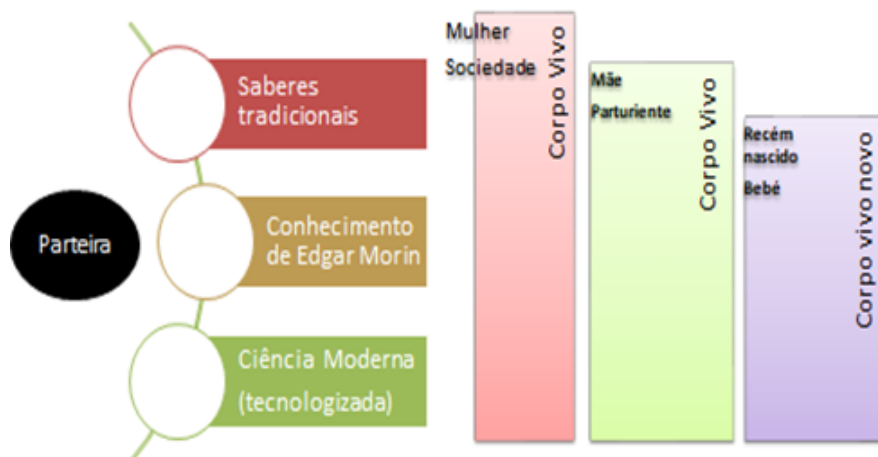 Parteira
Saberes
tradicionais
Conhecimento
de Edgar Morin
Ciência Moderna
(tecnologizada)
Mulher
Sociedade
Corpo Vivo
Mãe
Parturiente
Corpo Vivo
Recém
nascido
Bebé
Corpo vivo novo